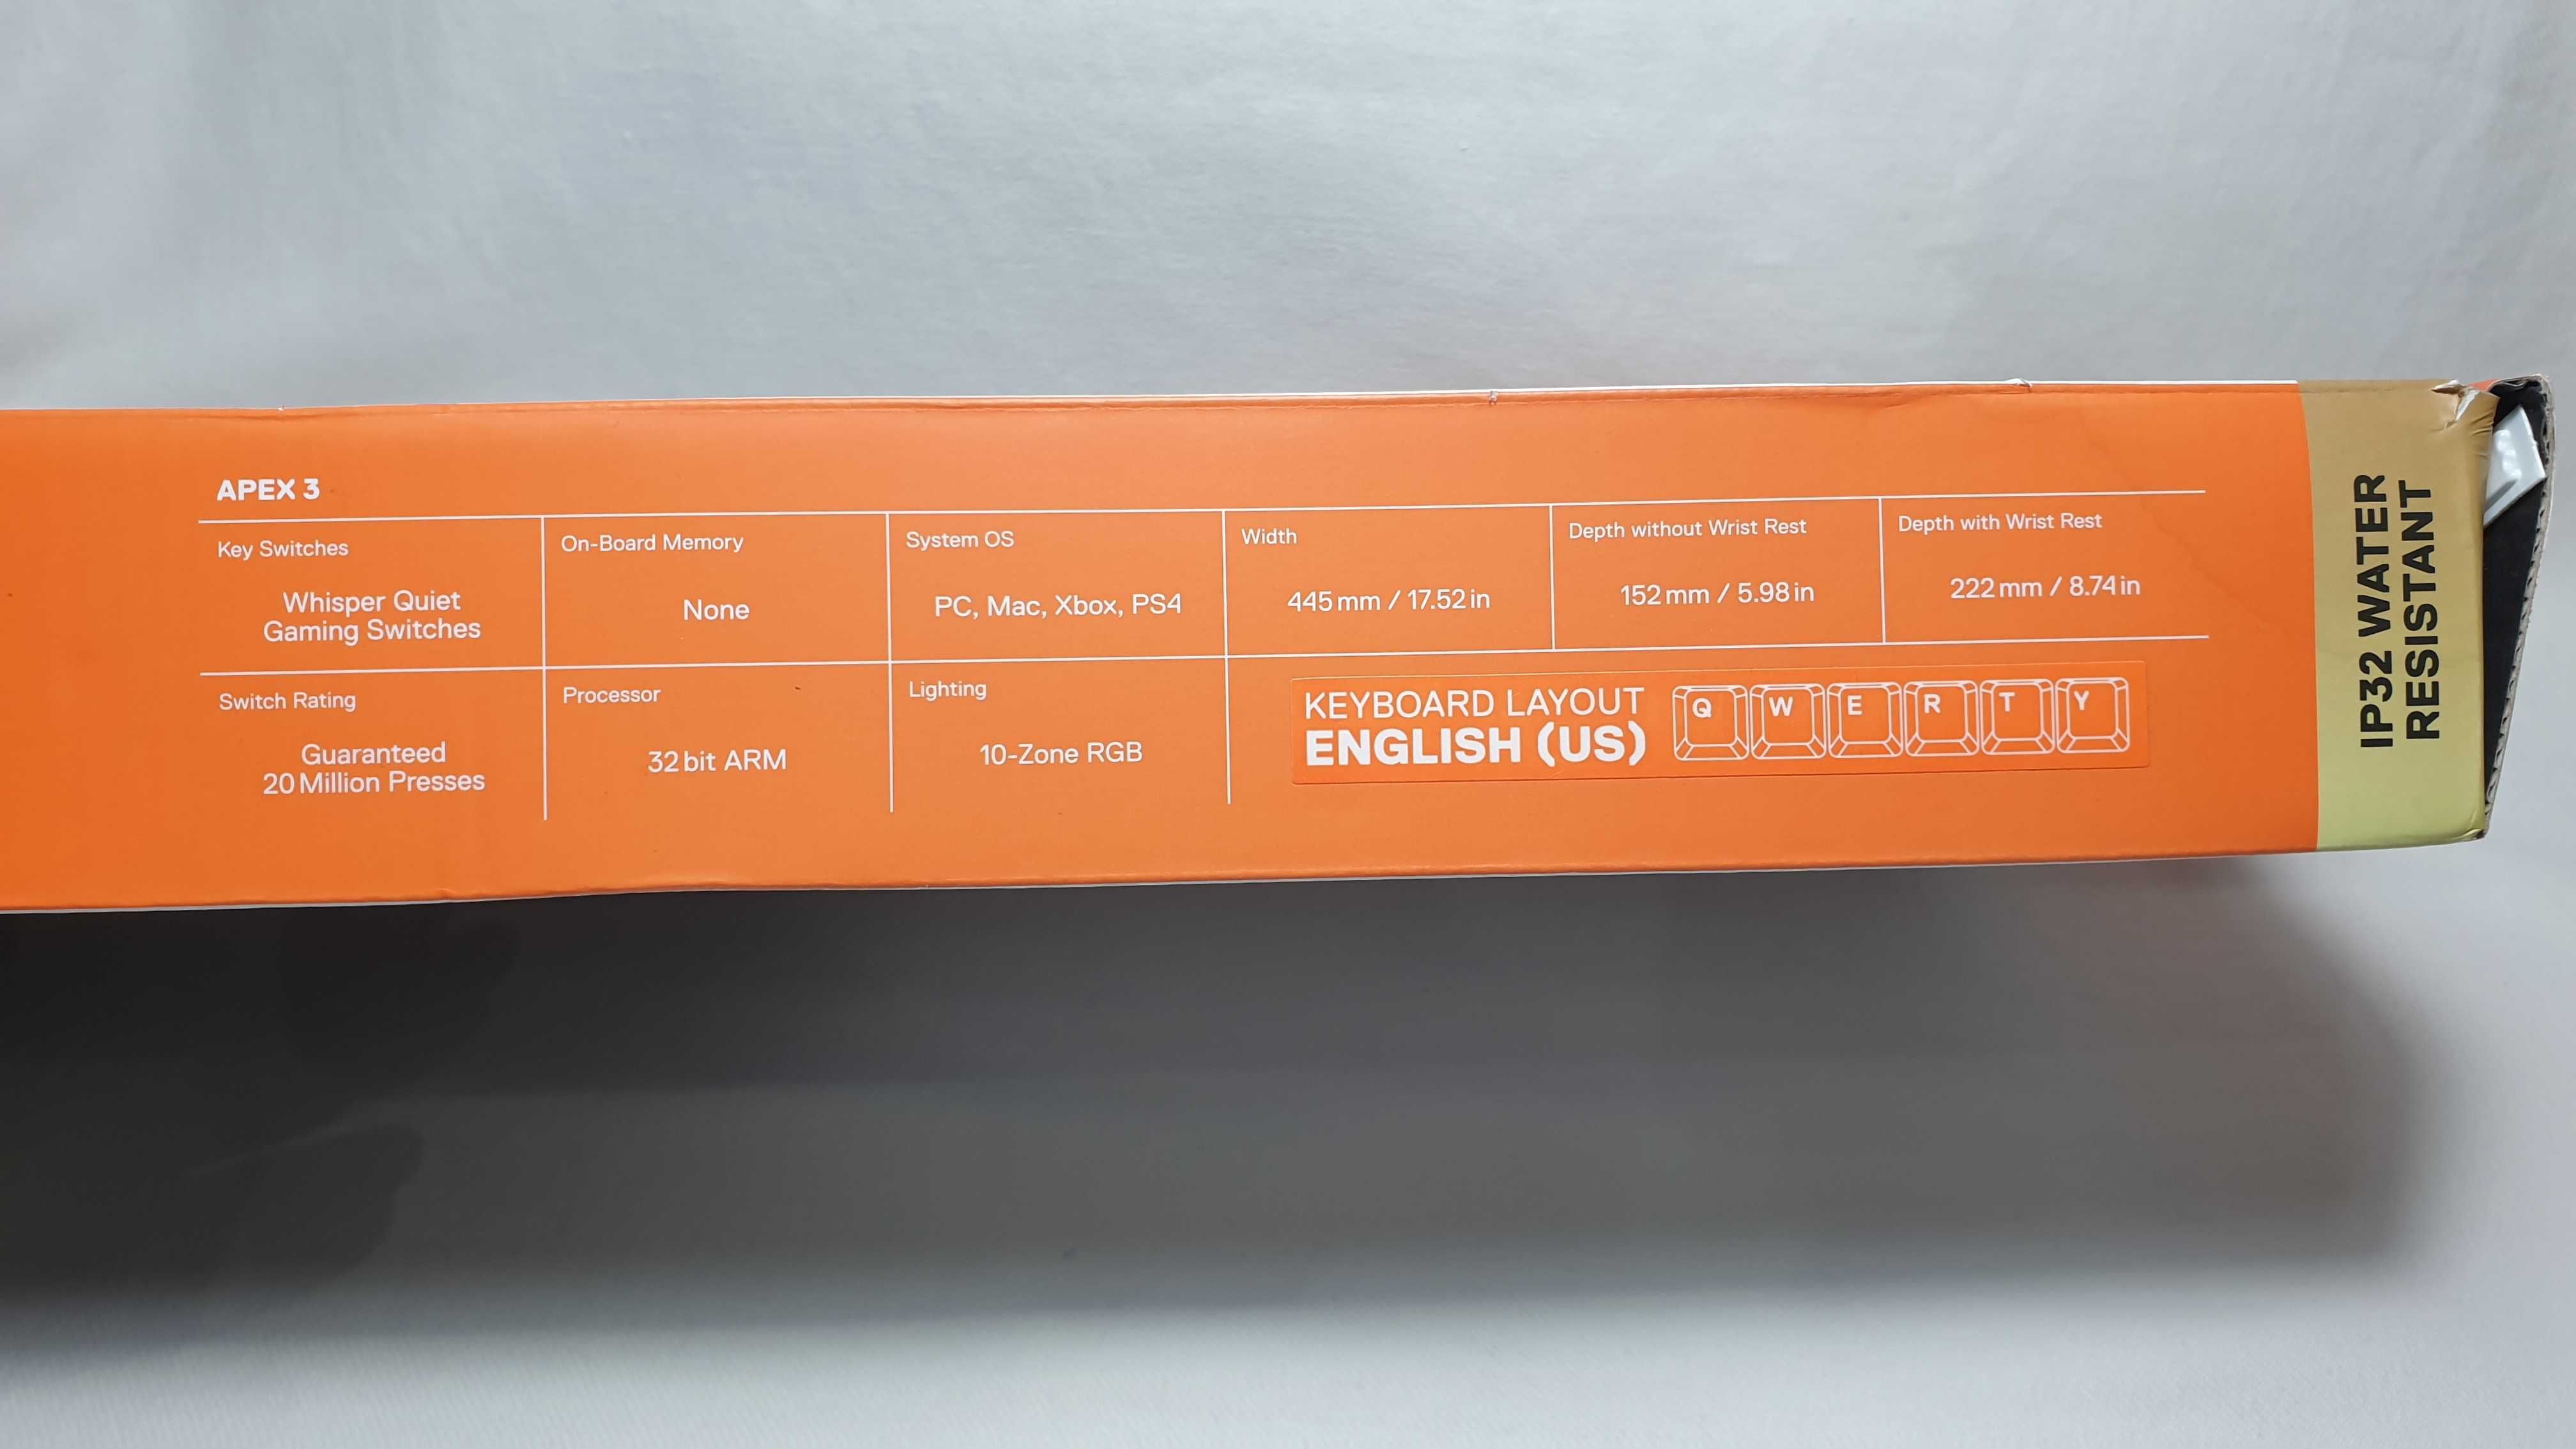 APEX 3
Key Switches
Whisper Quiet
Gaming Switches
On-Board Memory
None
System OS
PC, Mac, Xbox, PS4
Width
445 mm / 17.52 in
Depth without Wrist Rest
152 mm / 5.98 in
Depth with Wrist Rest
222 mm / 8.74 in
Switch Rating
Guaranteed
20 Million Presses
Processor
32 bit ARM
Lighting
10-Zone RGB
KEYBOARD LAYOUT
ENGLISH (US)
Q W E R T Y
IP32 WATER
RESISTANT